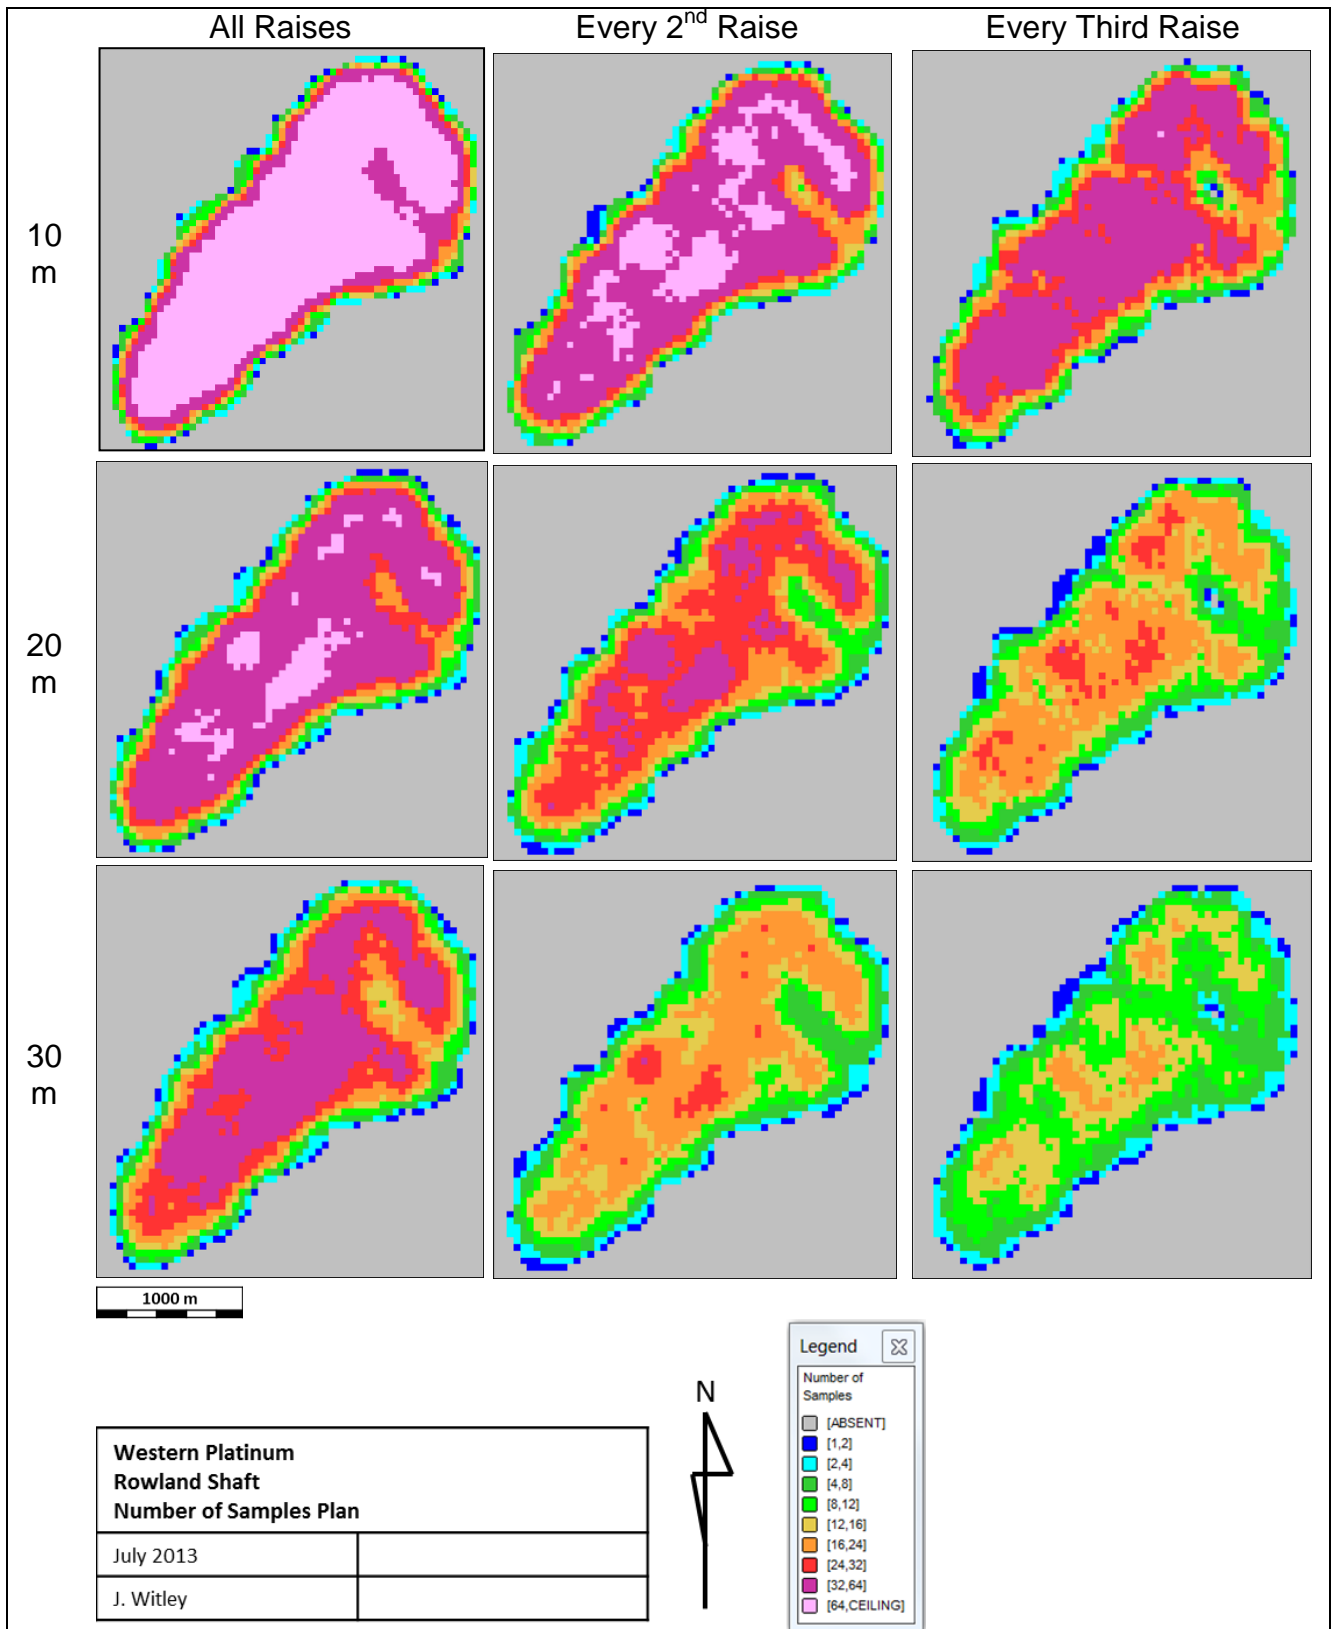 All Raises
Every 2nd Raise
Every Third Raise
10
m
20
m
30
m
1000 m
Western Platinum
Rowland Shaft
Number of Samples Plan
July 2013
J. Witley
N
Legend
Number of
Samples
[ABSENT]
[1,2]
[2,4]
[4,8]
[8,12]
[12,16]
[16,24]
[24,32]
[32,64]
[64,CEILING]